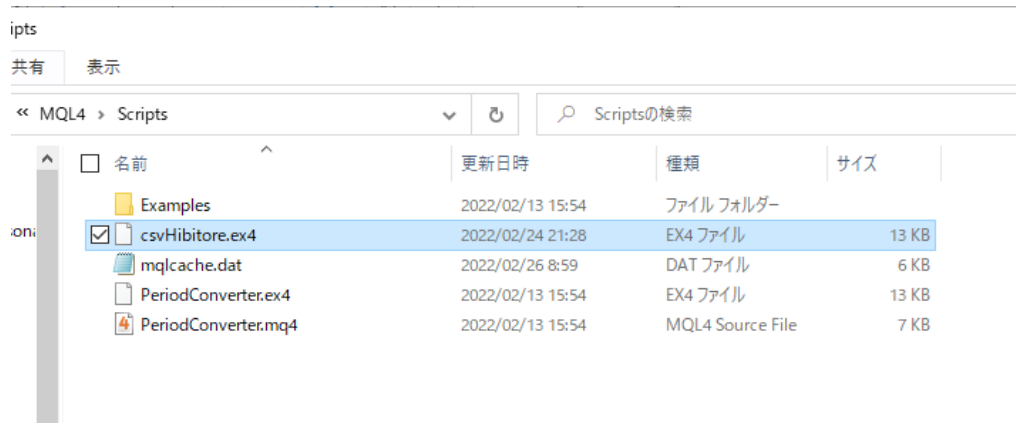 ipts
共有 表示
« MQL4 › Scripts Scriptsの検索
名前 更新日時 種類 サイズ
Examples 2022/02/13 15:54 ファイル フォルダー
csvHibitore.ex4 2022/02/24 21:28 EX4 ファイル 13 KB
mqlcache.dat 2022/02/26 8:59 DAT ファイル 6 KB
PeriodConverter.ex4 2022/02/13 15:54 EX4 ファイル 13 KB
PeriodConverter.mq4 2022/02/13 15:54 MQL4 Source File 7 KB